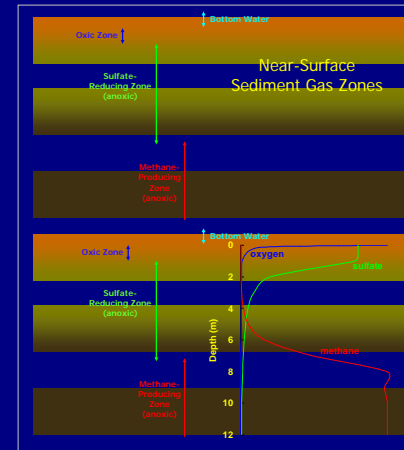 Bottom Water
Oxic Zone
Near-Surface
Sediment Gas Zones
Sulfate-
Reducing Zone
(anoxic)
Methane-
Producing
Zone
(anoxic)
Bottom Water
Oxic Zone
0
oxygen
sulfate
2
Sulfate-
Reducing Zone
(anoxic)
4
Depth (m)
6
methane
8
Methane-
Producing
Zone
(anoxic)
10
12